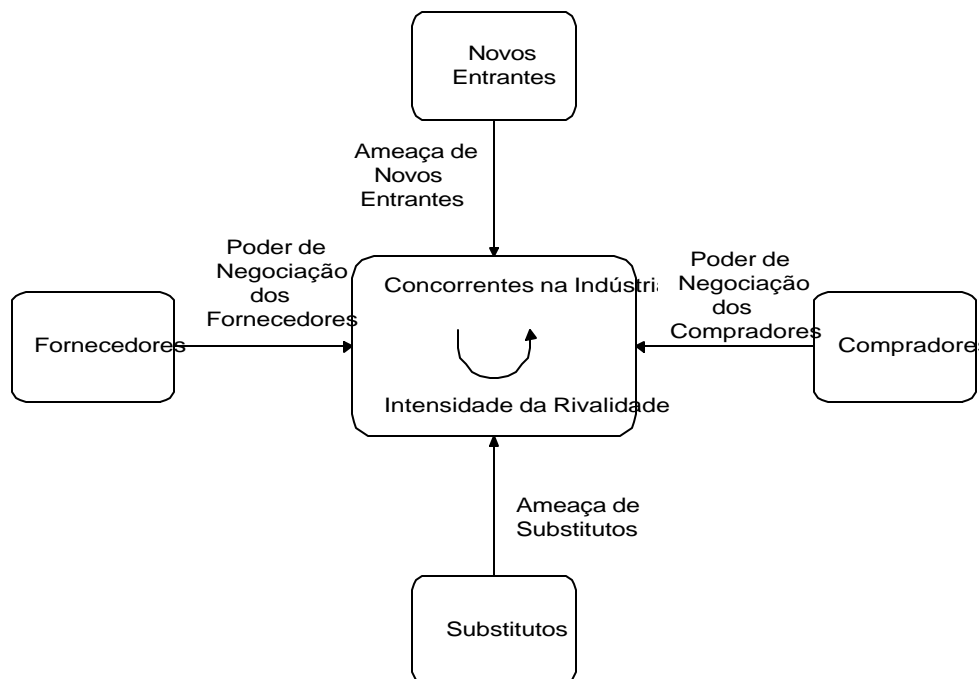 Novos
Entrantes
Ameaça de
Novos
Entrantes
Poder de
Negociação
dos
Fornecedores
Concorrentes na Indústri
Poder de
Negociação
dos
Compradores
Fornecedores
Compradores
Intensidade da Rivalidade
Ameaça de
Substitutos
Substitutos